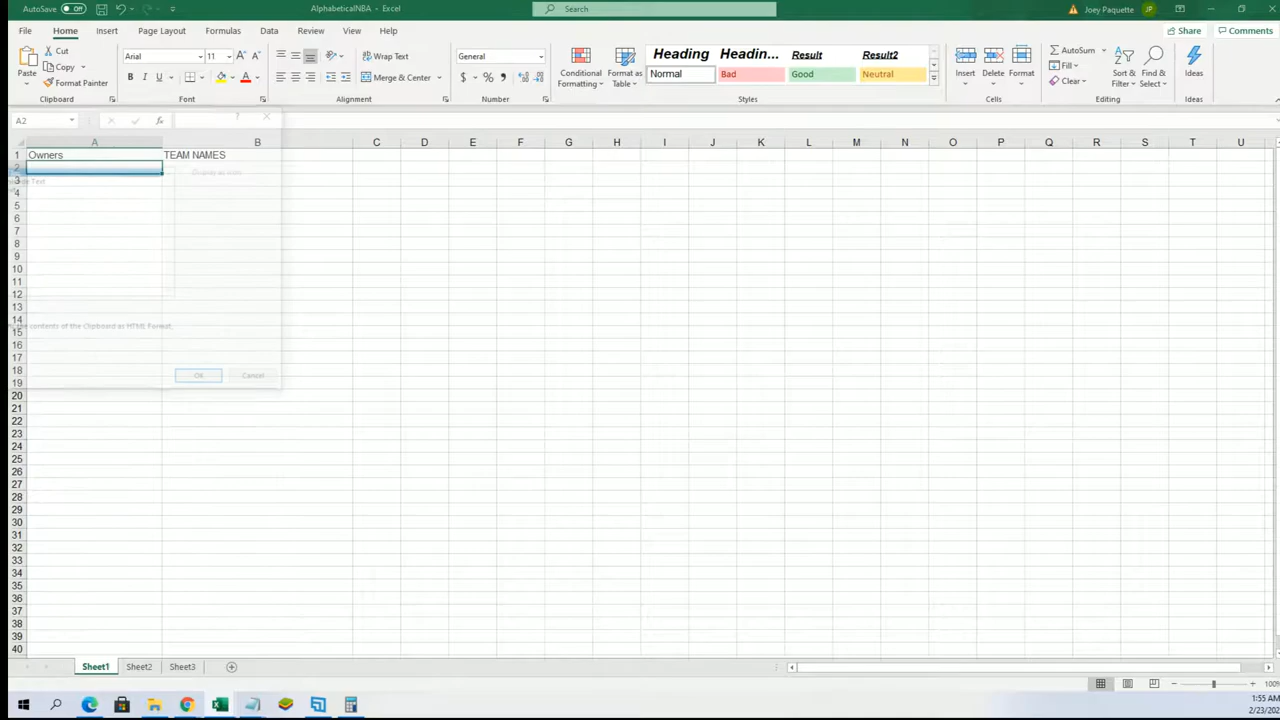 AutoSave Off AlphabeticalNBA - Excel Search Joey Paquette JP
File Home Insert Page Layout Formulas Data Review View Help Share Comments
Paste Cut Copy Format Painter
Arial 11 A^ A˅ B I U A
Wrap Text Merge & Center
General $ % 9
Conditional Formatting Format as Table
Heading Headin... Result Result2
Normal Bad Good Neutral
Insert Delete Format
AutoSum Fill Clear Sort & Filter Find & Select Ideas
Clipboard Font Alignment Number Styles Cells Editing Ideas
A2 fx ?
A B C D E F G H I J K L M N O P Q R S T U
1 Owners TEAM NAMES
2
3
4
5
6
7
8
9
10
11
12
13
14
the contents of the Clipboard as HTML Format.
15
16
17
18
OK Cancel
19
20
21
22
23
24
25
26
27
28
29
30
31
32
33
34
35
36
37
38
39
40
Sheet1 Sheet2 Sheet3
100%
1:55 AM
2/23/202